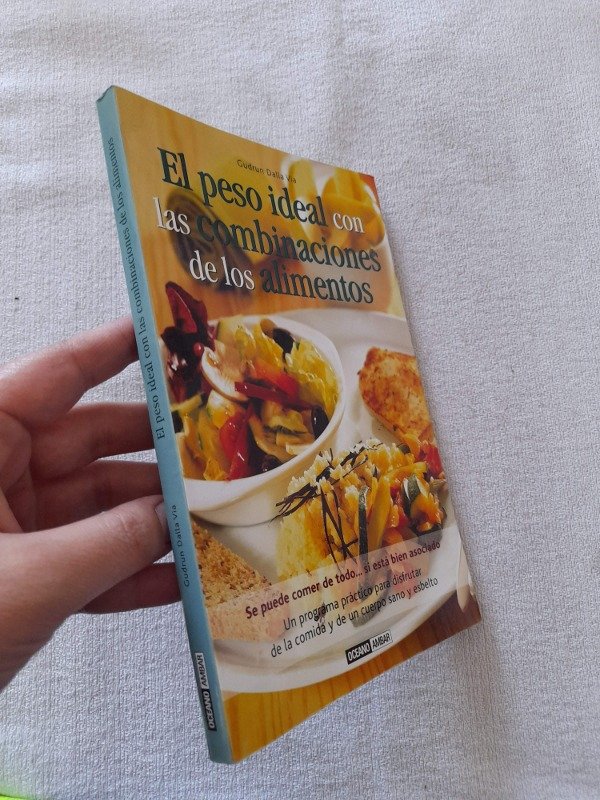 Gudrun Dalla Via
El peso ideal con
las combinaciones
de los alimentos
Se puede comer de todo... si está bien asociado
Un programa práctico para disfrutar
de la comida y de un cuerpo sano y esbelto
OCEANO AMBAR
El peso ideal con las combinaciones de los alimentos
Gudrun Dalla Via
OCEANO AMBAR